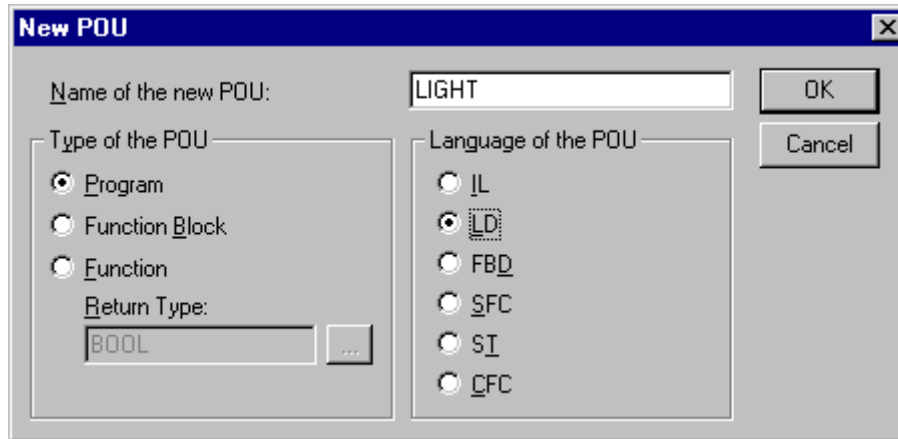 New POU
Name of the new POU:
LIGHT
OK
Cancel
Type of the POU
Program
Function Block
Function
Return Type:
BOOL
...
Language of the POU
IL
LD
FBD
SFC
ST
CFC